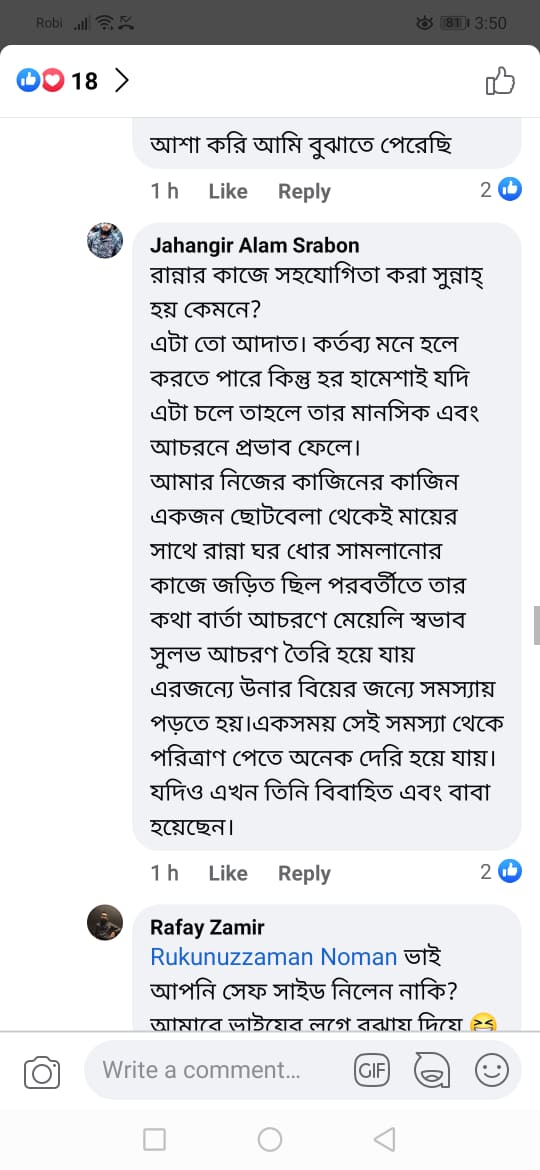 Robi 81 3:50
18
আশা করি আমি বুঝাতে পেরেছি
1 h Like Reply 2
Jahangir Alam Srabon
রান্নার কাজে সহযোগিতা করা সুন্নাহ্
হয় কেমনে?
এটা তো আদাত। কর্তব্য মনে হলে
করতে পারে কিন্তু হর হামেশাই যদি
এটা চলে তাহলে তার মানসিক এবং
আচরনে প্রভাব ফেলে।
আমার নিজের কাজিনের কাজিন
একজন ছোটবেলা থেকেই মায়ের
সাথে রান্না ঘর ধোর সামলানোর
কাজে জড়িত ছিল পরবর্তীতে তার
কথা বার্তা আচরণে মেয়েলি স্বভাব
সুলভ আচরণ তৈরি হয়ে যায়
এরজন্যে উনার বিয়ের জন্যে সমস্যায়
পড়তে হয়।একসময় সেই সমস্যা থেকে
পরিত্রাণ পেতে অনেক দেরি হয়ে যায়।
যদিও এখন তিনি বিবাহিত এবং বাবা
হয়েছেন।
1 h Like Reply 2
Rafay Zamir
Rukunuzzaman Noman ভাই
আপনি সেফ সাইড নিলেন নাকি?
আমারে ভাইয়ের লগে বুঝায় দিয়ে 😆
Write a comment... GIF